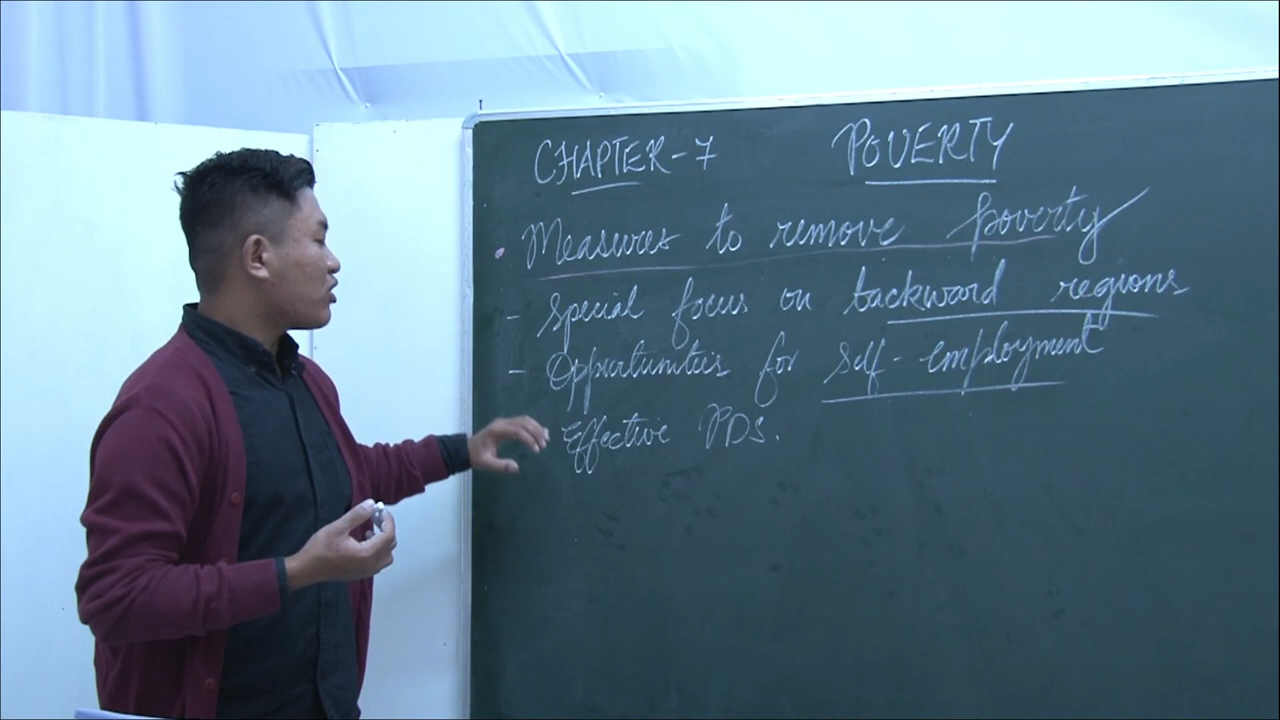 CHAPTER-7 POVERTY
Measures to remove poverty
- Special focus on backward regions
- Opportunities for self-employment
Effective PDS.